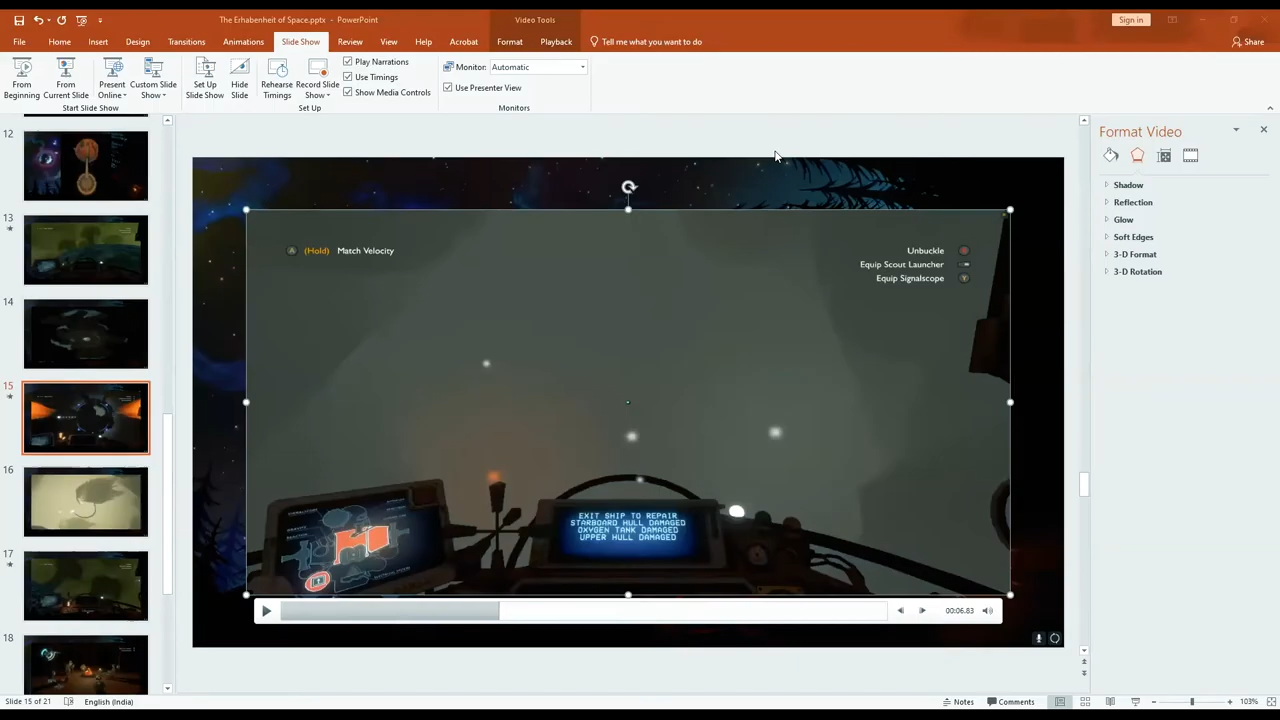 The Erhabenheit of Space.pptx - PowerPoint
Video Tools
Sign in
File
Home
Insert
Design
Transitions
Animations
Slide Show
Review
View
Help
Acrobat
Format
Playback
Tell me what you want to do
Share
From Beginning
From Current Slide
Present Online
Custom Slide Show
Set Up Slide Show
Hide Slide
Rehearse Timings
Record Slide Show
Play Narrations
Use Timings
Show Media Controls
Monitor:
Automatic
Use Presenter View
Start Slide Show
Set Up
Monitors
12
13
14
15
16
17
18
A (Hold) Match Velocity
Unbuckle
Equip Scout Launcher
Equip Signalscope Y
EXIT SHIP TO REPAIR
STARBOARD HULL DAMAGED
OXYGEN TANK DAMAGED
UPPER HULL DAMAGED
00:06.83
Format Video
Shadow
Reflection
Glow
Soft Edges
3-D Format
3-D Rotation
Slide 15 of 21
English (India)
Notes
Comments
103%